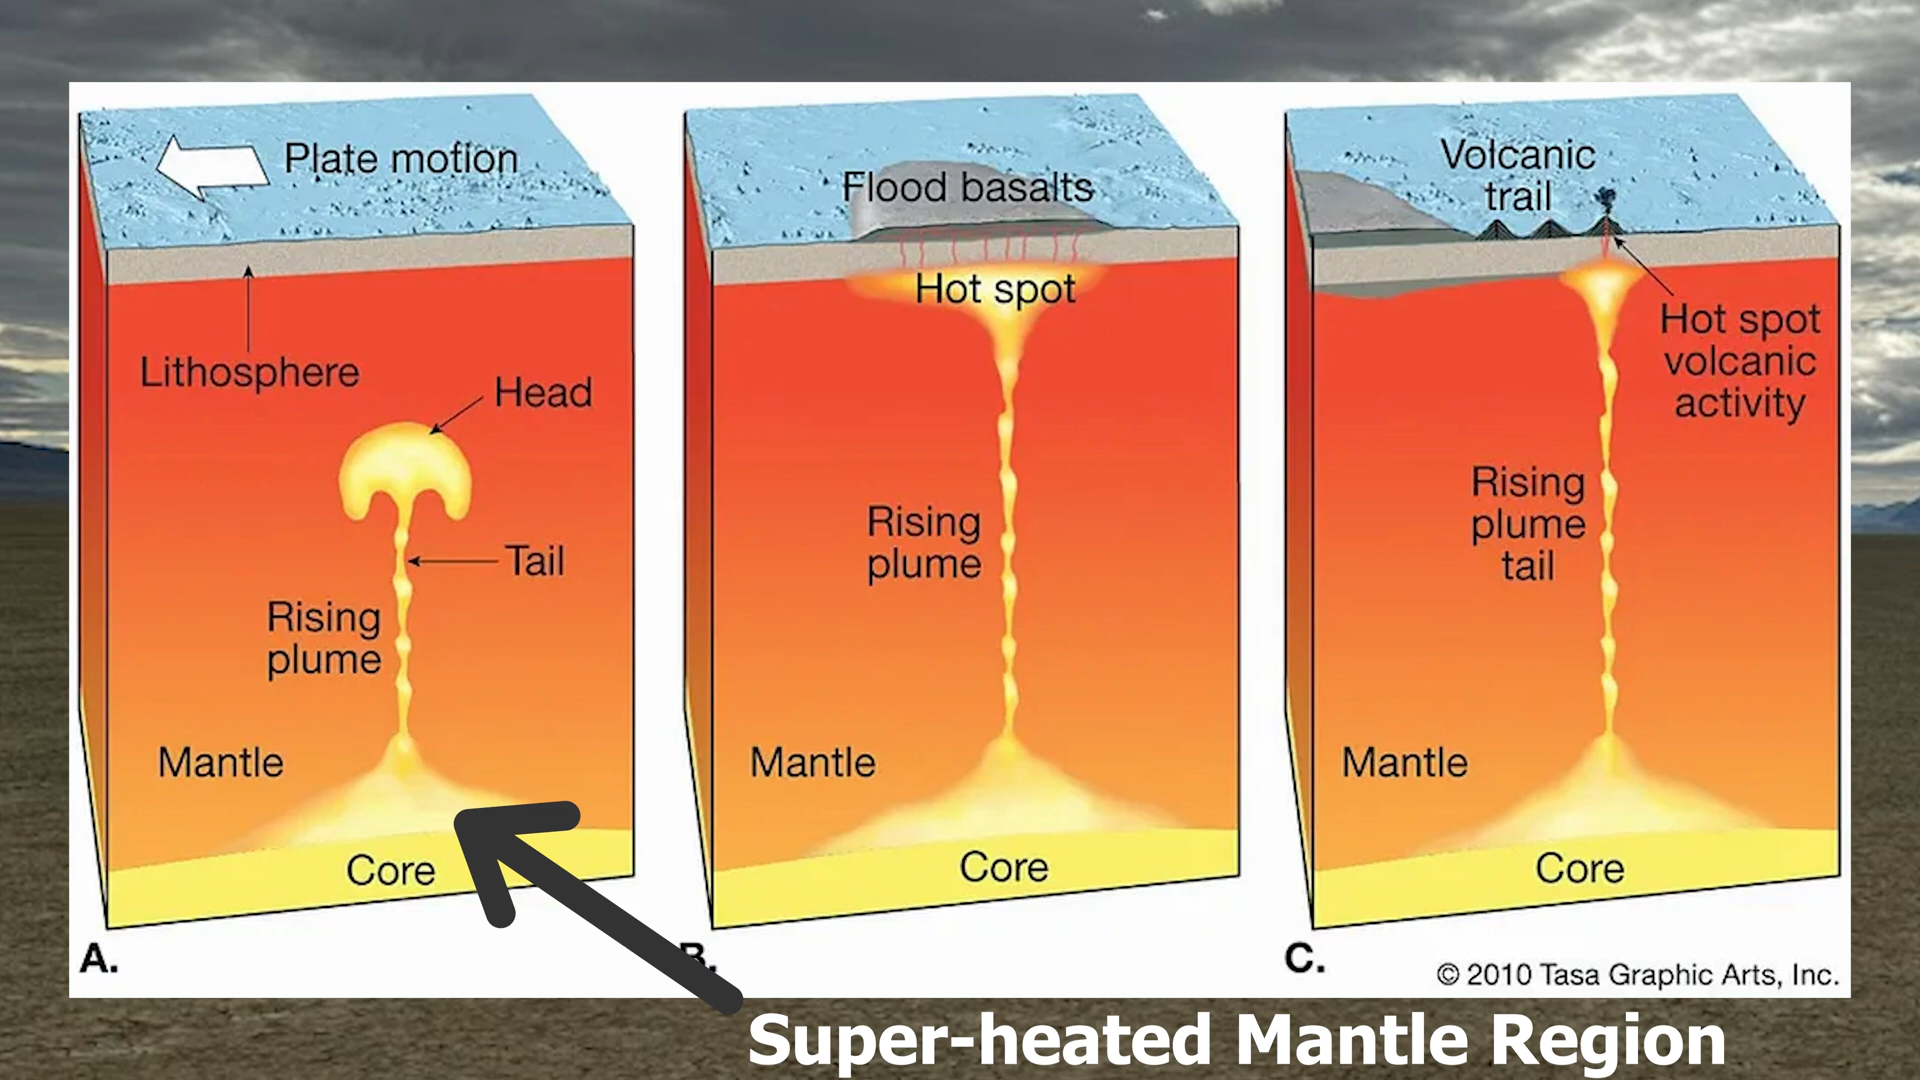 Plate motion
Lithosphere
Head
Tail
Rising
plume
Mantle
Core
A.
Flood basalts
Hot spot
Rising
plume
Mantle
Core
B.
Volcanic
trail
Hot spot
volcanic
activity
Rising
plume
tail
Mantle
Core
C.
© 2010 Tasa Graphic Arts, Inc.
Super-heated Mantle Region